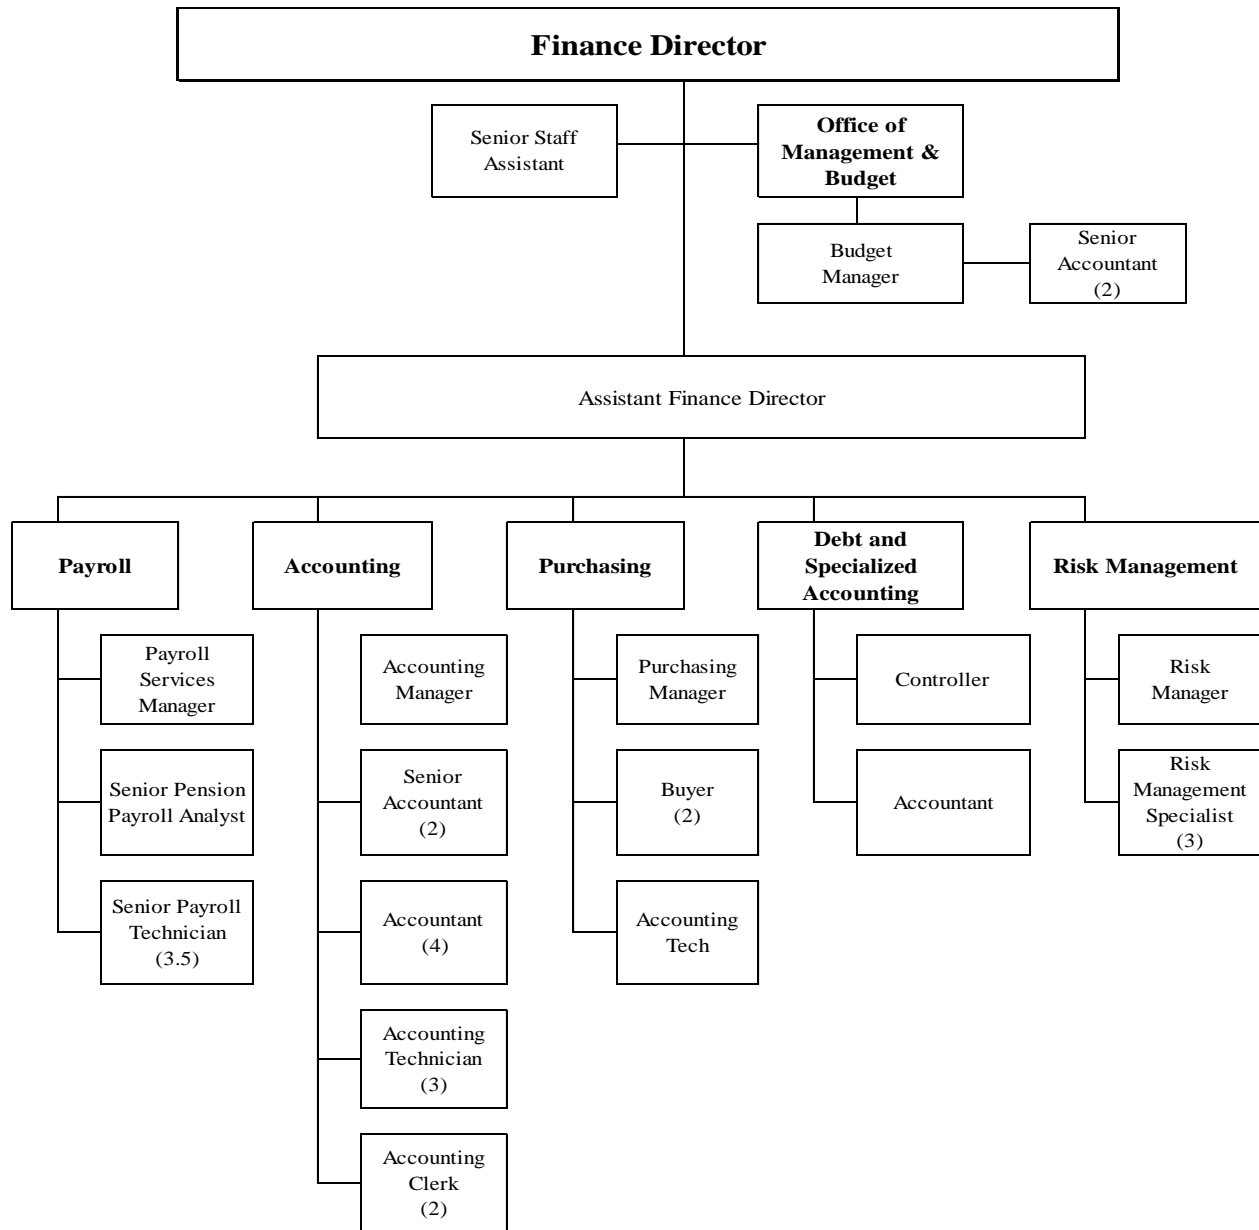 Finance Director
Senior Staff
Assistant
Office of
Management &
Budget
Budget
Manager
Senior
Accountant
(2)
Assistant Finance Director
Payroll
Accounting
Purchasing
Debt and
Specialized
Accounting
Risk Management
Payroll
Services
Manager
Accounting
Manager
Purchasing
Manager
Controller
Risk
Manager
Senior Pension
Payroll Analyst
Senior
Accountant
(2)
Buyer
(2)
Accountant
Risk
Management
Specialist
(3)
Senior Payroll
Technician
(3.5)
Accountant
(4)
Accounting
Tech
Accounting
Technician
(3)
Accounting
Clerk
(2)